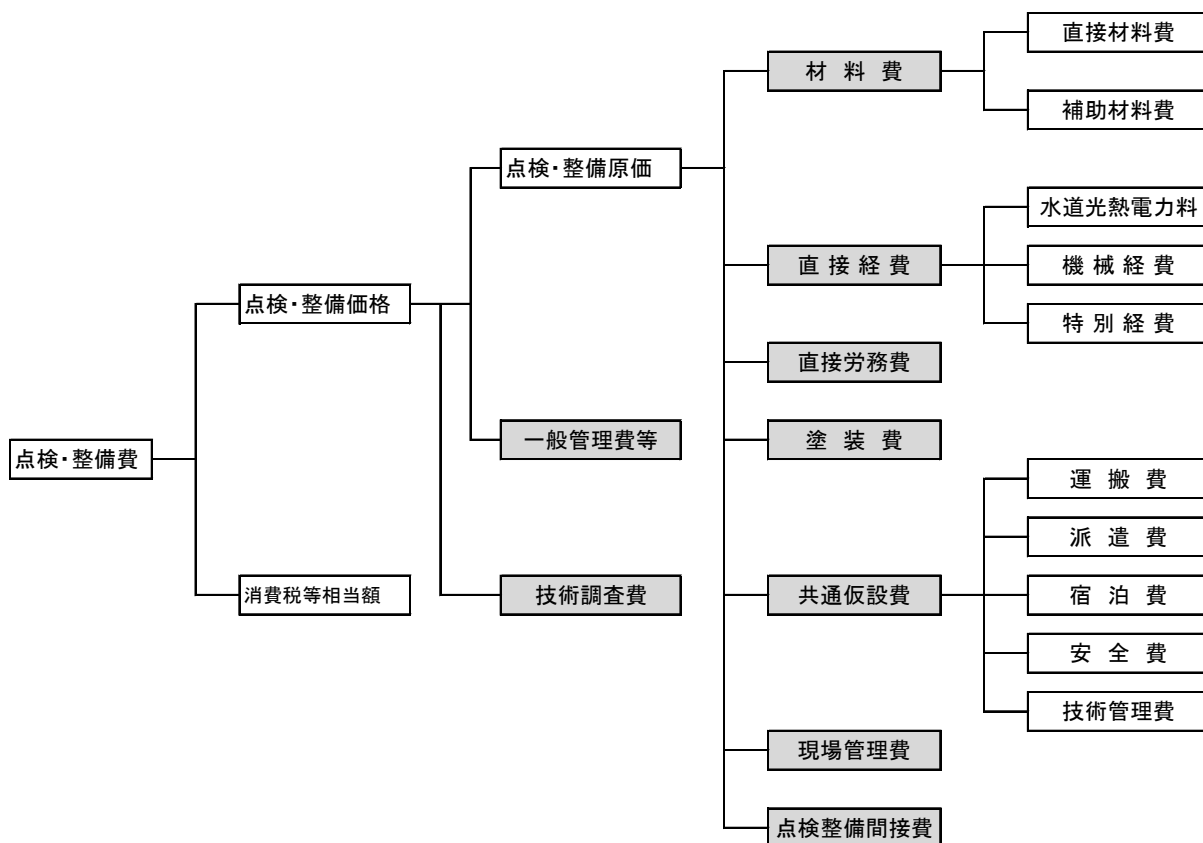 直接材料費
材料費
補助材料費
点検・整備原価
水道光熱電力料
直接経費
機械経費
点検・整備価格
特別経費
直接労務費
一般管理費等
塗装費
点検・整備費
運搬費
派遣費
消費税等相当額
技術調査費
共通仮設費
宿泊費
安全費
技術管理費
現場管理費
点検整備間接費